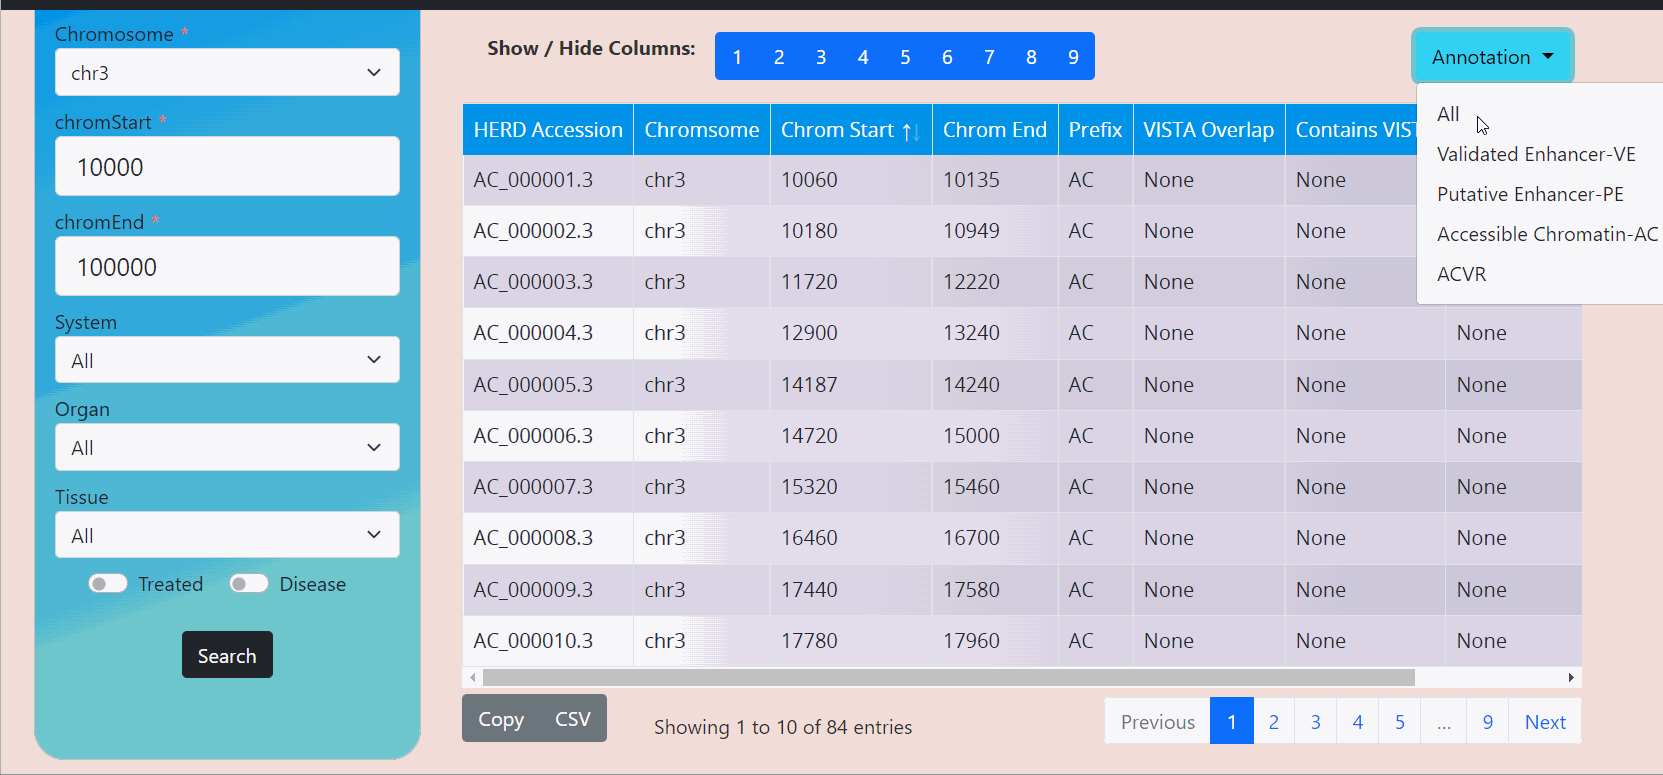 Chromosome *
chr3
chromStart *
10000
chromEnd *
100000
System
All
Organ
All
Tissue
All
Treated Disease
Search
Show / Hide Columns: 1 2 3 4 5 6 7 8 9
Annotation
All
Validated Enhancer-VE
Putative Enhancer-PE
Accessible Chromatin-AC
ACVR
HERD Accession Chromsome Chrom Start Chrom End Prefix VISTA Overlap Contains VIST
AC_000001.3 chr3 10060 10135 AC None None
AC_000002.3 chr3 10180 10949 AC None None
AC_000003.3 chr3 11720 12220 AC None None
AC_000004.3 chr3 12900 13240 AC None None None
AC_000005.3 chr3 14187 14240 AC None None None
AC_000006.3 chr3 14720 15000 AC None None None
AC_000007.3 chr3 15320 15460 AC None None None
AC_000008.3 chr3 16460 16700 AC None None None
AC_000009.3 chr3 17440 17580 AC None None None
AC_000010.3 chr3 17780 17960 AC None None None
Copy CSV
Showing 1 to 10 of 84 entries
Previous 1 2 3 4 5 ... 9 Next